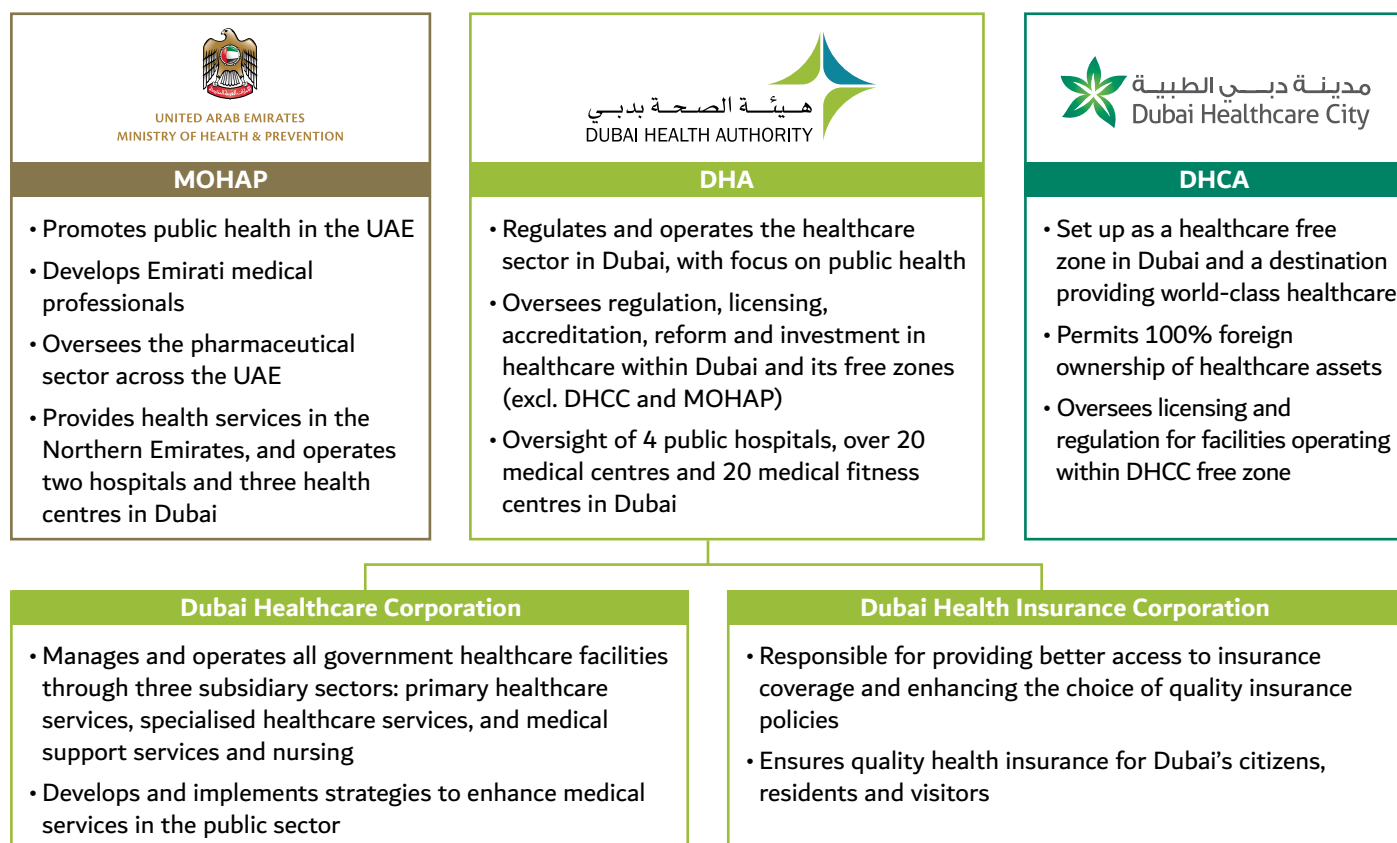 UNITED ARAB EMIRATES
MINISTRY OF HEALTH & PREVENTION
MOHAP
• Promotes public health in the UAE
• Develops Emirati medical
professionals
• Oversees the pharmaceutical
sector across the UAE
• Provides health services in the
Northern Emirates, and operates
two hospitals and three health
centres in Dubai
هـيئـــة الصـحـــة بدبـــي
DUBAI HEALTH AUTHORITY
DHA
• Regulates and operates the healthcare
sector in Dubai, with focus on public health
• Oversees regulation, licensing,
accreditation, reform and investment in
healthcare within Dubai and its free zones
(excl. DHCC and MOHAP)
• Oversight of 4 public hospitals, over 20
medical centres and 20 medical fitness
centres in Dubai
مدينـــة دبـــي الطبيـــة
Dubai Healthcare City
DHCA
• Set up as a healthcare free
zone in Dubai and a destination
providing world-class healthcare
• Permits 100% foreign
ownership of healthcare assets
• Oversees licensing and
regulation for facilities operating
within DHCC free zone
Dubai Healthcare Corporation
• Manages and operates all government healthcare facilities
through three subsidiary sectors: primary healthcare
services, specialised healthcare services, and medical
support services and nursing
• Develops and implements strategies to enhance medical
services in the public sector
Dubai Health Insurance Corporation
• Responsible for providing better access to insurance
coverage and enhancing the choice of quality insurance
policies
• Ensures quality health insurance for Dubai’s citizens,
residents and visitors